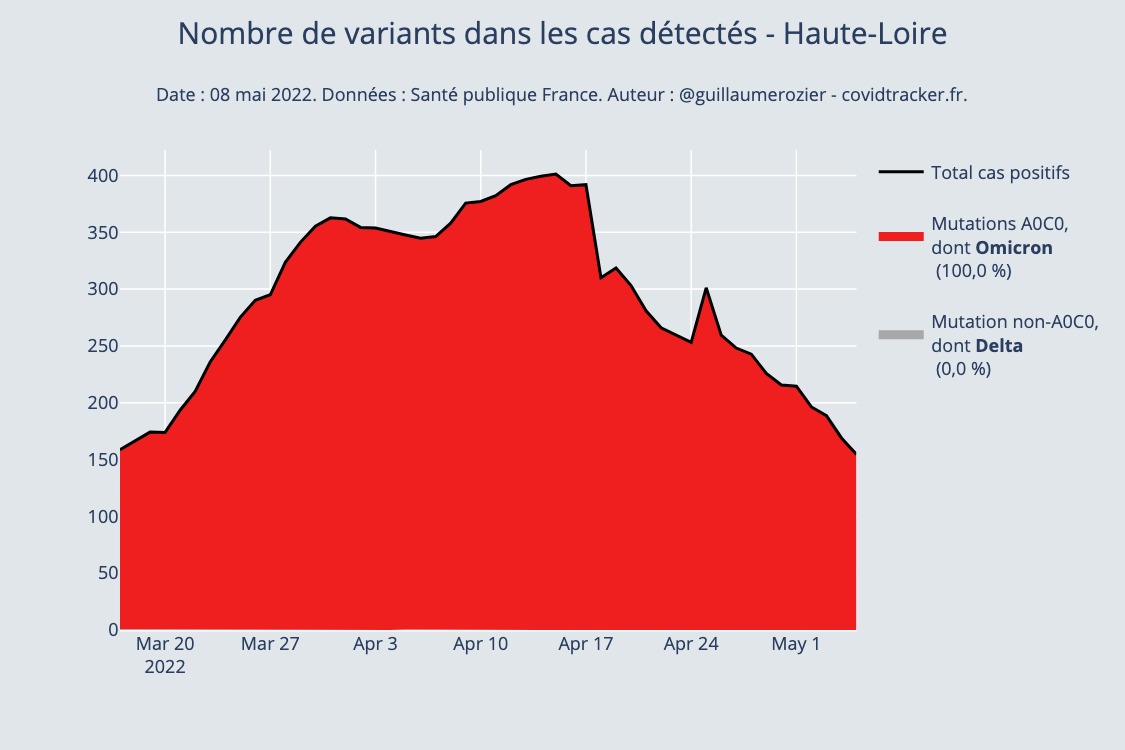 Nombre de variants dans les cas détectés - Haute-Loire
Date : 08 mai 2022. Données : Santé publique France. Auteur : @guillaumerozier - covidtracker.fr.
400
350
300
250
200
150
100
50
0
Mar 20
2022
Mar 27
Apr 3
Apr 10
Apr 17
Apr 24
May 1
Total cas positifs
Mutations A0C0,
dont Omicron
(100,0 %)
Mutation non-A0C0,
dont Delta
(0,0 %)